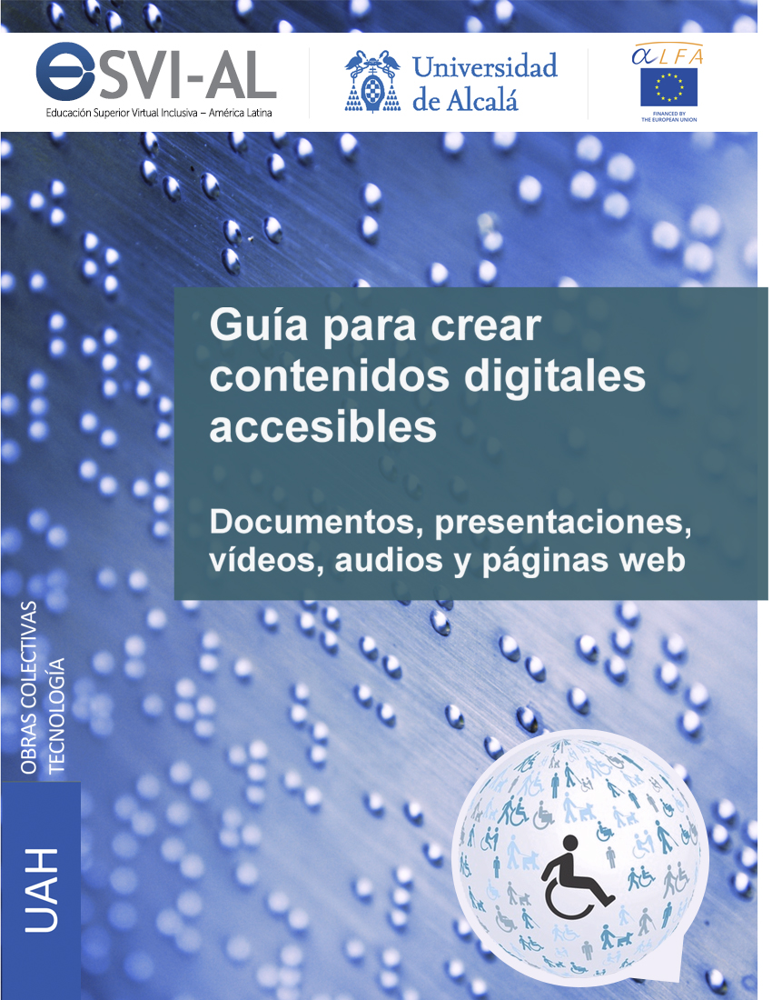 eSVI-AL
Educación Superior Virtual Inclusiva – América Latina
Universidad
de Alcalá
αLFA
FINANCED BY
THE EUROPEAN UNION
Guía para crear
contenidos digitales
accesibles
Documentos, presentaciones,
vídeos, audios y páginas web
OBRAS COLECTIVAS
TECNOLOGÍA
UAH